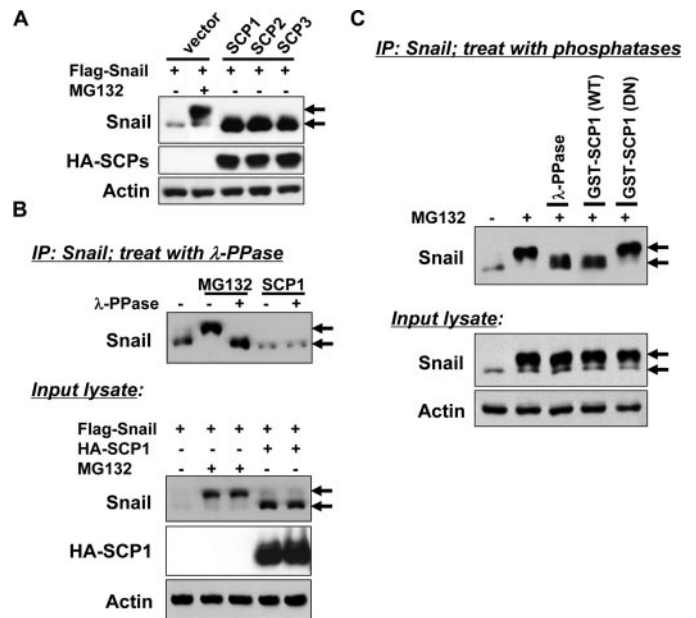 A
vector
SCP1
SCP2
SCP3
Flag-Snail + + + + +
MG132 - + - - -
Snail
HA-SCPs
Actin
B
IP: Snail; treat with λ-PPase
MG132 SCP1
λ-PPase - - + - +
Snail
Input lysate:
Flag-Snail + + + + +
HA-SCP1 - - - + +
MG132 - + + - -
Snail
HA-SCP1
Actin
C
IP: Snail; treat with phosphatases
λ-PPase
GST-SCP1 (WT)
GST-SCP1 (DN)
MG132 - + + + +
Snail
Input lysate:
Snail
Actin